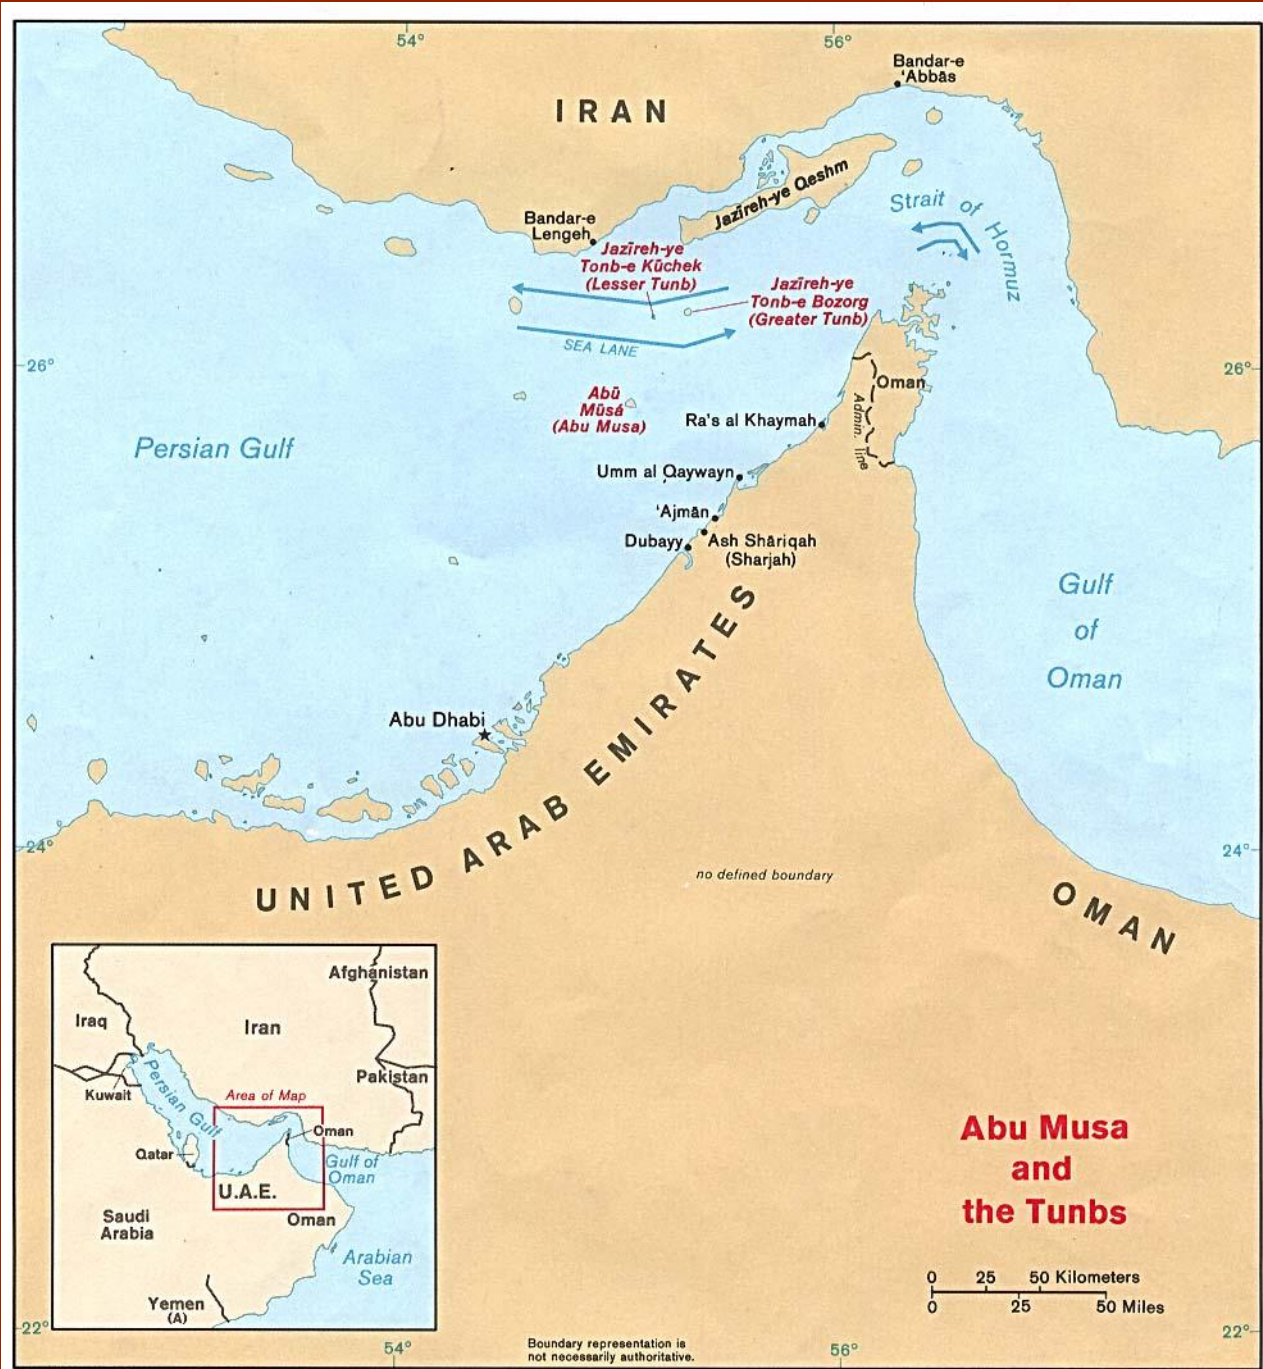 54°
56°
Bandar-e
'Abbās
IRAN
Jazīreh-ye Qeshm
Strait of Hormuz
Bandar-e
Lengeh
Jazīreh-ye
Tonb-e Kūchek
(Lesser Tunb)
Jazīreh-ye
Tonb-e Bozorg
(Greater Tunb)
SEA LANE
26°
26°
Oman
Admin. line
Abū
Mūsá
(Abu Musa)
Ra's al Khaymah
Persian Gulf
Umm al Qaywayn
'Ajmān
Dubayy
Ash Shāriqah
(Sharjah)
Gulf
of
Oman
Abu Dhabi
UNITED ARAB EMIRATES
24°
24°
no defined boundary
OMAN
Afghanistan
Iraq
Iran
Kuwait
Persian Gulf
Pakistan
Area of Map
Oman
Qatar
Gulf of
Oman
U.A.E.
Saudi
Arabia
Oman
Arabian
Sea
Yemen
(A)
Abu Musa
and
the Tunbs
0 25 50 Kilometers
0 25 50 Miles
22°
22°
54°
56°
Boundary representation is
not necessarily authoritative.